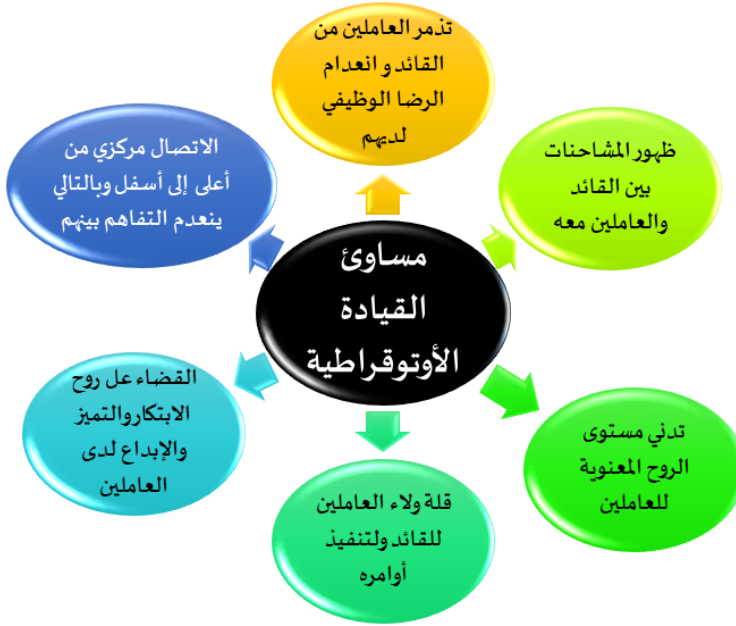 مساوئ
القيادة
الأوتوقراطية
تذمر العاملين من
القائد و انعدام
الرضا الوظيفي
لديهم
ظهور المشاحنات
بين القائد
والعاملين معه
تدني مستوى
الروح المعنوية
للعاملين
قلة ولاء العاملين
للقائد ولتنفيذ
أوامره
القضاء عل روح
الابتكار والتميز
والإبداع لدى
العاملين
الاتصال مركزي من
أعلى إلى أسفل وبالتالي
ينعدم التفاهم بينهم